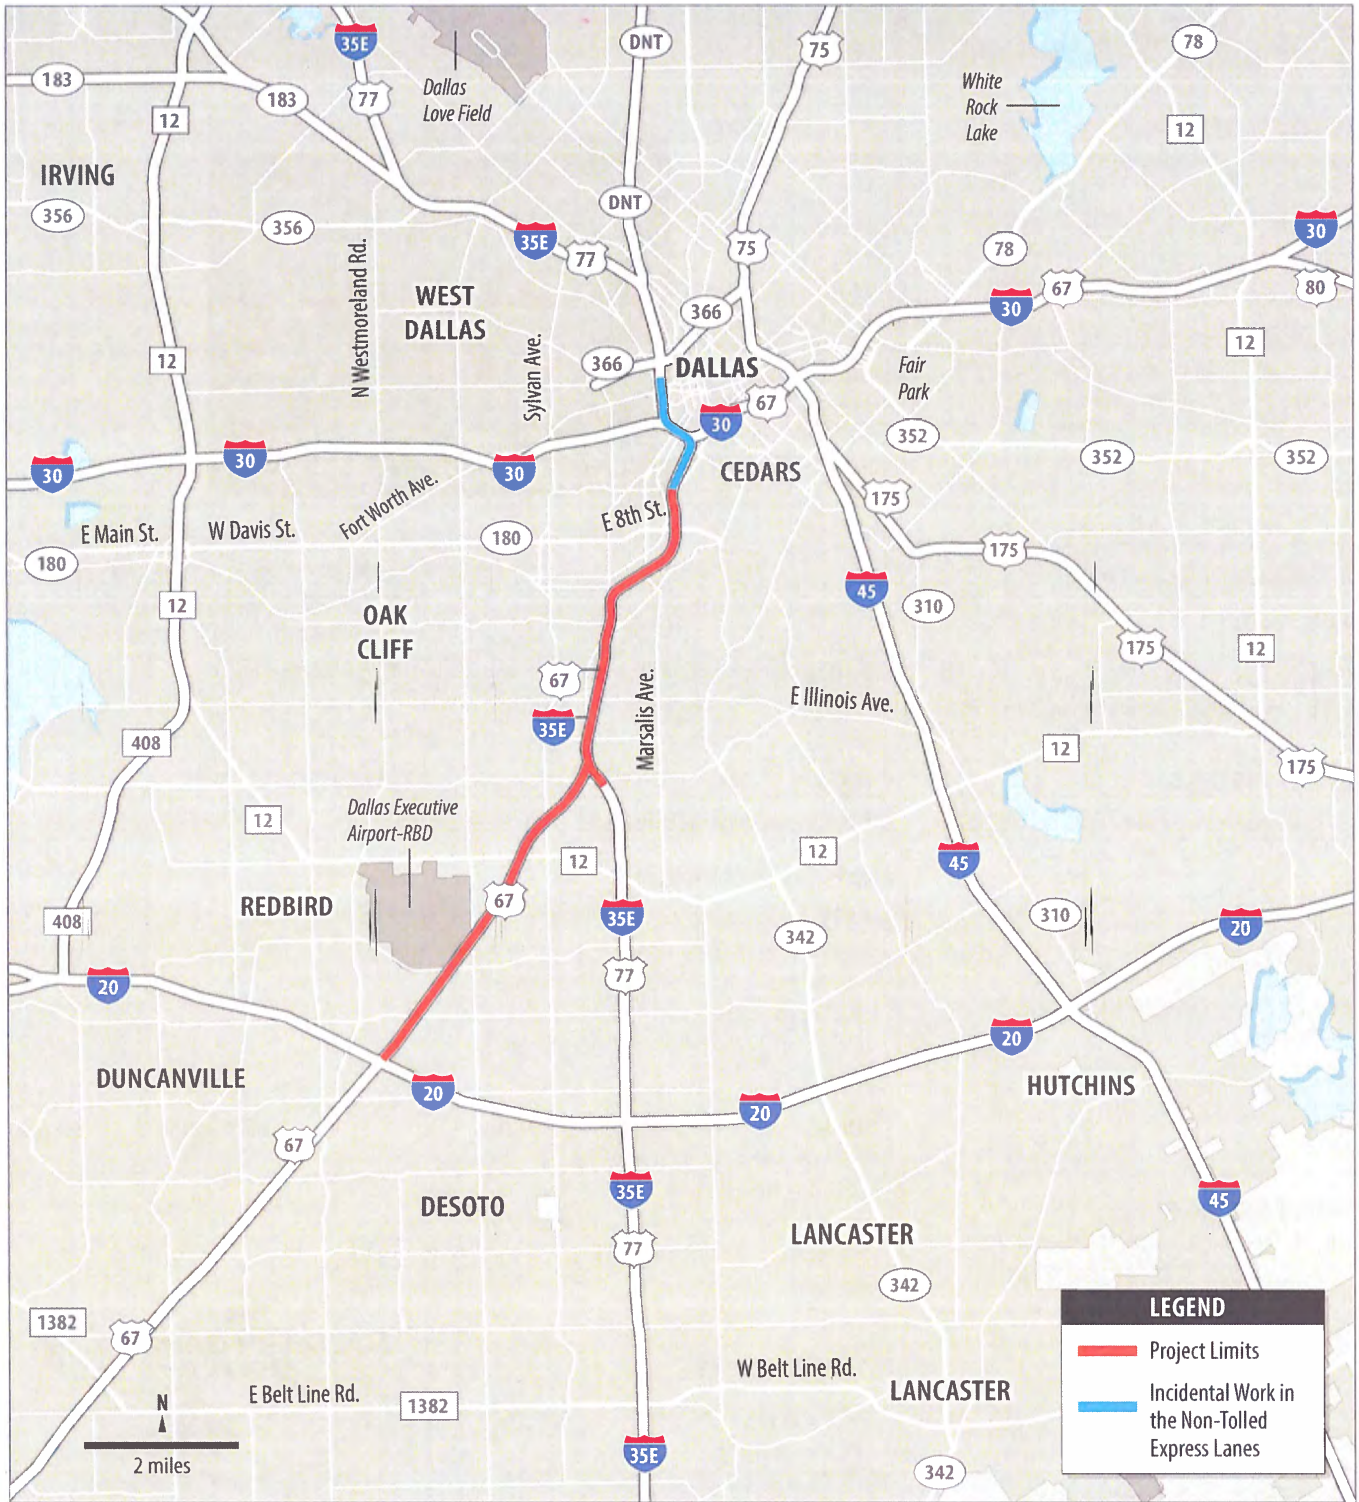 35E
DNT
75
78
183
77
183
Dallas
Love Field
White
Rock
Lake
12
12
IRVING
356
356
DNT
35E
77
75
78
30
67
30
80
N Westmoreland Rd.
WEST
DALLAS
366
366
DALLAS
Sylvan Ave.
12
12
Fair
Park
67
30
352
352
352
CEDARS
30
30
30
Fort Worth Ave.
E Main St.
W Davis St.
180
180
E 8th St.
175
175
45
310
12
OAK
CLIFF
175
12
67
35E
Marsalis Ave.
E Illinois Ave.
408
12
175
Dallas Executive
Airport-RBD
12
12
12
45
REDBIRD
67
35E
408
342
310
20
77
20
20
DUNCANVILLE
20
20
HUTCHINS
67
35E
45
DESOTO
77
LANCASTER
342
1382
67
LEGEND
Project Limits
Incidental Work in
the Non-Tolled
Express Lanes
W Belt Line Rd.
LANCASTER
N
E Belt Line Rd.
1382
2 miles
35E
342